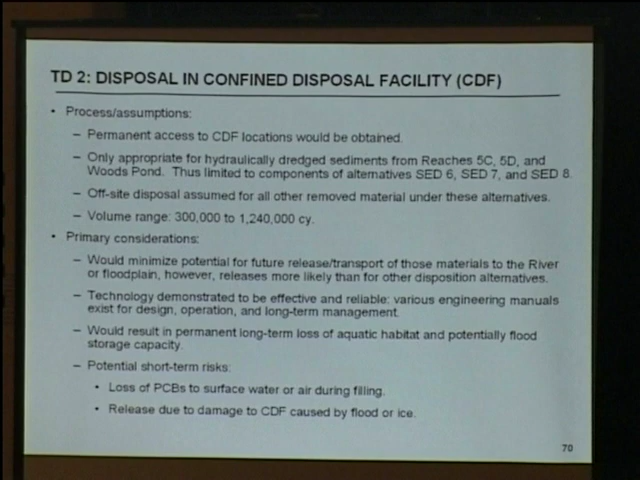 TD 2: DISPOSAL IN CONFINED DISPOSAL FACILITY (CDF)
• Process/assumptions:
– Permanent access to CDF locations would be obtained.
– Only appropriate for hydraulically dredged sediments from Reaches 5C, 5D, and
Woods Pond. Thus limited to components of alternatives SED 6, SED 7, and SED 8.
– Off-site disposal assumed for all other removed material under these alternatives.
– Volume range: 300,000 to 1,240,000 cy.
• Primary considerations:
– Would minimize potential for future release/transport of those materials to the River
or floodplain, however, releases more likely than for other disposition alternatives.
– Technology demonstrated to be effective and reliable: various engineering manuals
exist for design, operation, and long-term management.
– Would result in permanent long-term loss of aquatic habitat and potentially flood
storage capacity.
– Potential short-term risks:
• Loss of PCBs to surface water or air during filling.
• Release due to damage to CDF caused by flood or ice.
70